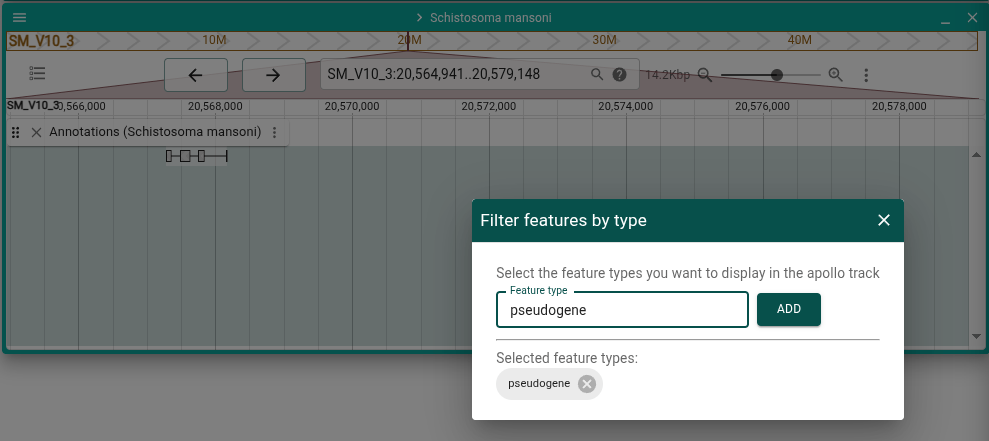 Schistosoma mansoni
SM_V10_3
10M 20M 30M 40M
SM_V10_3:20,564,941..20,579,148
14.2Kbp
SM_V10_3 20,566,000 20,568,000 20,570,000 20,572,000 20,574,000 20,576,000 20,578,000
Annotations (Schistosoma mansoni)
Filter features by type
Select the feature types you want to display in the apollo track
Feature type
pseudogene
ADD
Selected feature types:
pseudogene